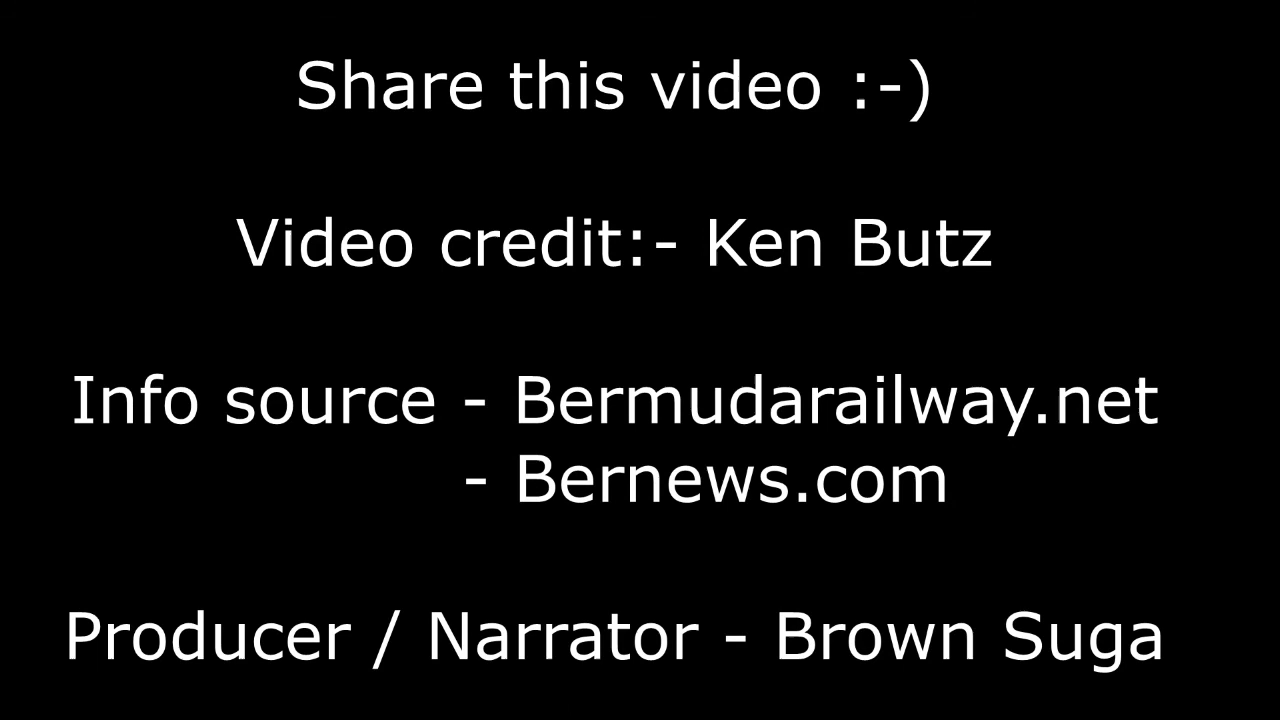 Share this video :-)
Video credit:- Ken Butz
Info source - Bermudarailway.net
- Bernews.com
Producer / Narrator - Brown Suga